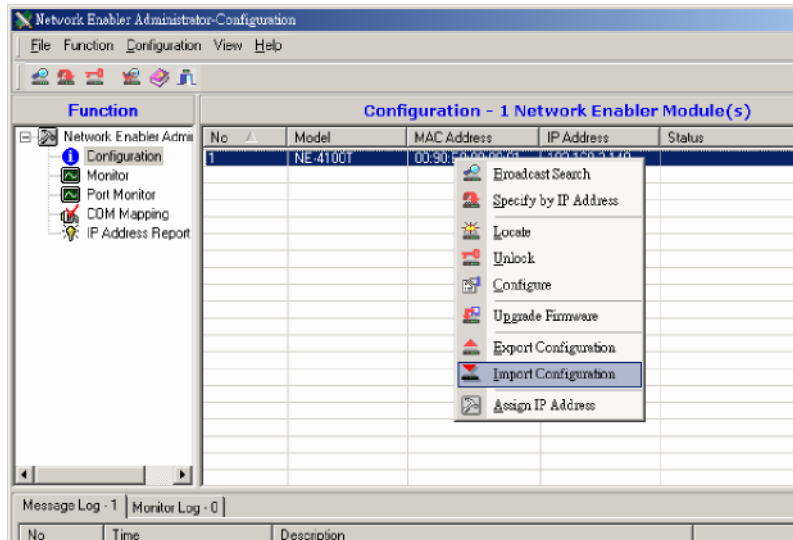 Network Enabler Administrator-Configuration
File Function Configuration View Help
Function
Configuration - 1 Network Enabler Module(s)
Network Enabler Admi
Configuration
Monitor
Port Monitor
COM Mapping
IP Address Report
No Model MAC Address IP Address Status
1 NE-4100T
Broadcast Search
Specify by IP Address
Locate
Unlock
Configure
Upgrade Firmware
Export Configuration
Import Configuration
Assign IP Address
Message Log - 1 Monitor Log - 0
No Time Description